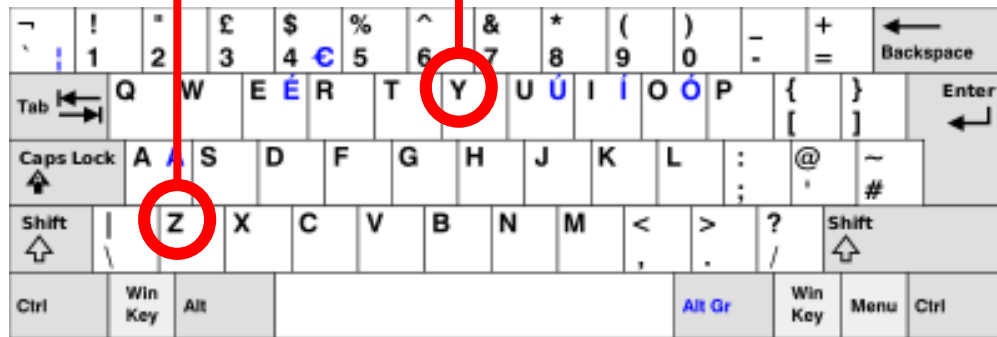 ¬ ! " £ $ % ^ & * ( ) _ +
` ¦ 1 2 3 4 € 5 6 7 8 9 0 - = Backspace
Tab Q W E É R T Y U Ú I Í O Ó P { } Enter
[ ]
Caps Lock A Á S D F G H J K L : @ ~
; ' #
Shift | Z X C V B N M < > ? Shift
\ , . /
Ctrl Win Key Alt Alt Gr Win Key Menu Ctrl